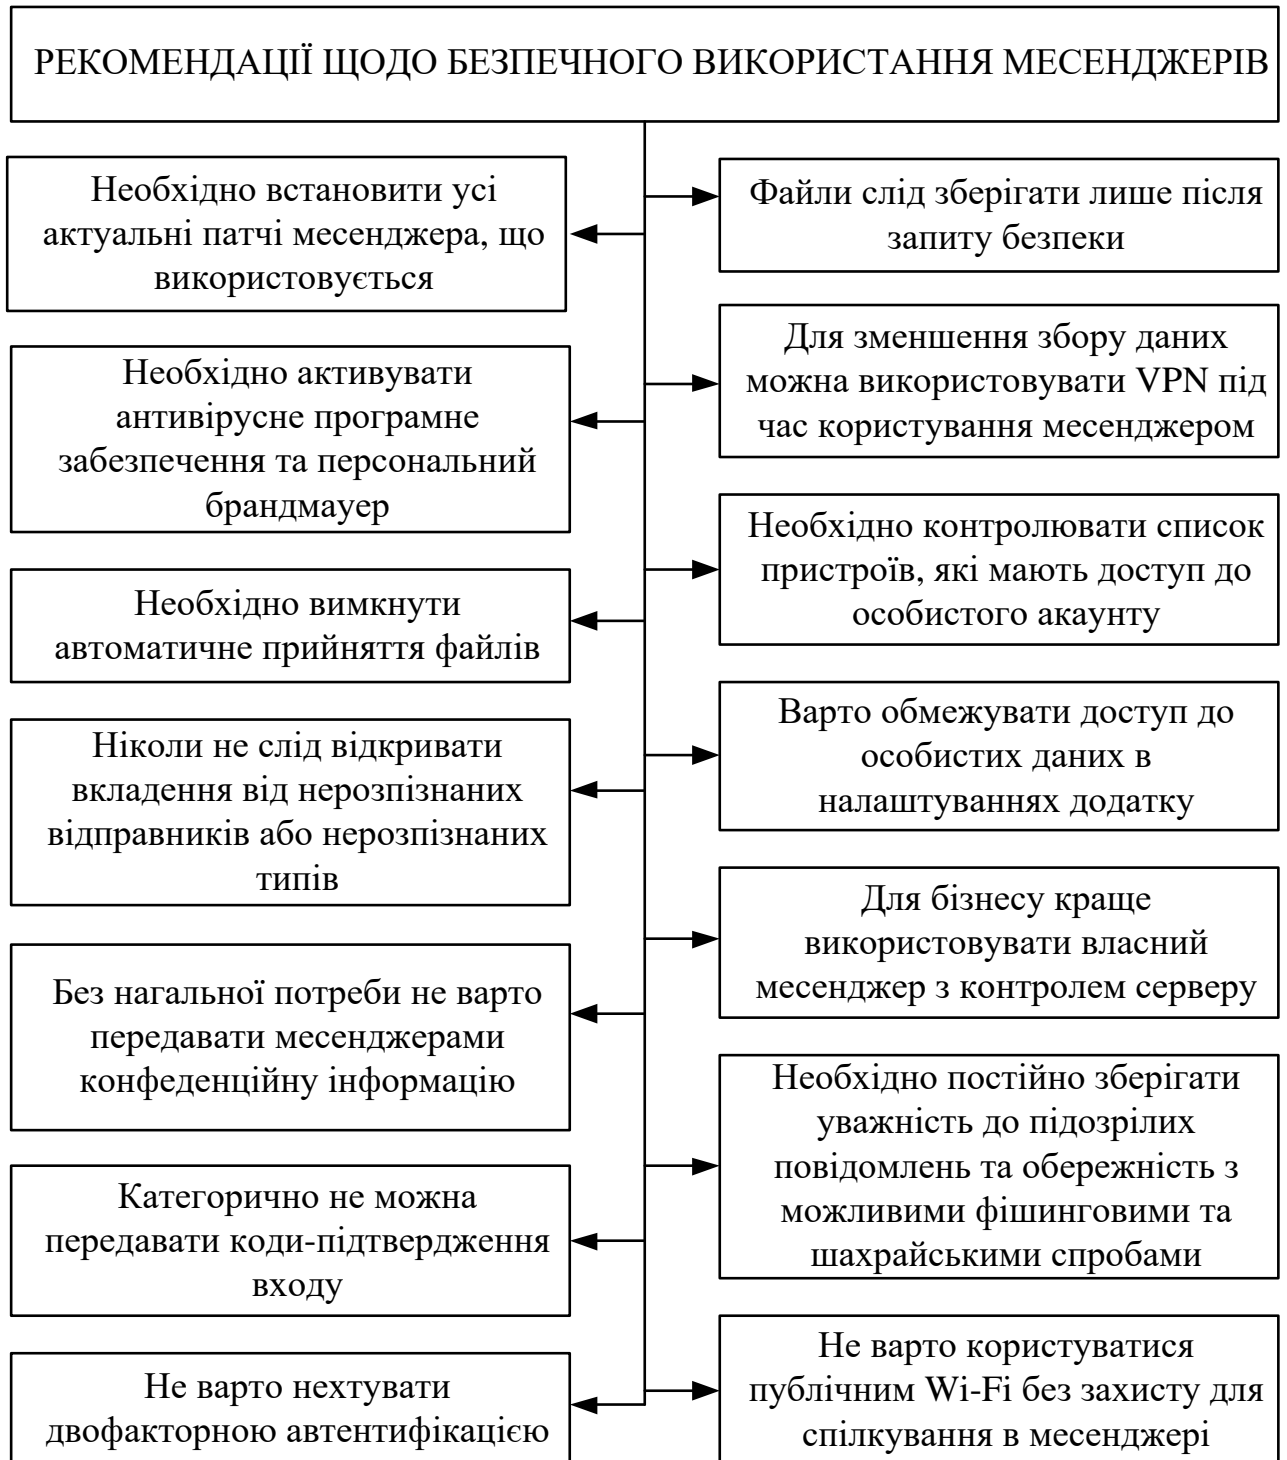 РЕКОМЕНДАЦІЇ ЩОДО БЕЗПЕЧНОГО ВИКОРИСТАННЯ МЕСЕНДЖЕРІВ
Необхідно встановити усі
актуальні патчі месенджера, що
використовується
Необхідно активувати
антивірусне програмне
забезпечення та персональний
брандмауер
Необхідно вимкнути
автоматичне прийняття файлів
Ніколи не слід відкривати
вкладення від нерозпізнаних
відправників або нерозпізнаних
типів
Без нагальної потреби не варто
передавати месенджерами
конфеденційну інформацію
Категорично не можна
передавати коди-підтвердження
входу
Не варто нехтувати
двофакторною автентифікацією
Файли слід зберігати лише після
запиту безпеки
Для зменшення збору даних
можна використовувати VPN під
час користування месенджером
Необхідно контролювати список
пристроїв, які мають доступ до
особистого акаунту
Варто обмежувати доступ до
особистих даних в
налаштуваннях додатку
Для бізнесу краще
використовувати власний
месенджер з контролем серверу
Необхідно постійно зберігати
уважність до підозрілих
повідомлень та обережність з
можливими фішинговими та
шахрайськими спробами
Не варто користуватися
публічним Wi-Fi без захисту для
спілкування в месенджері